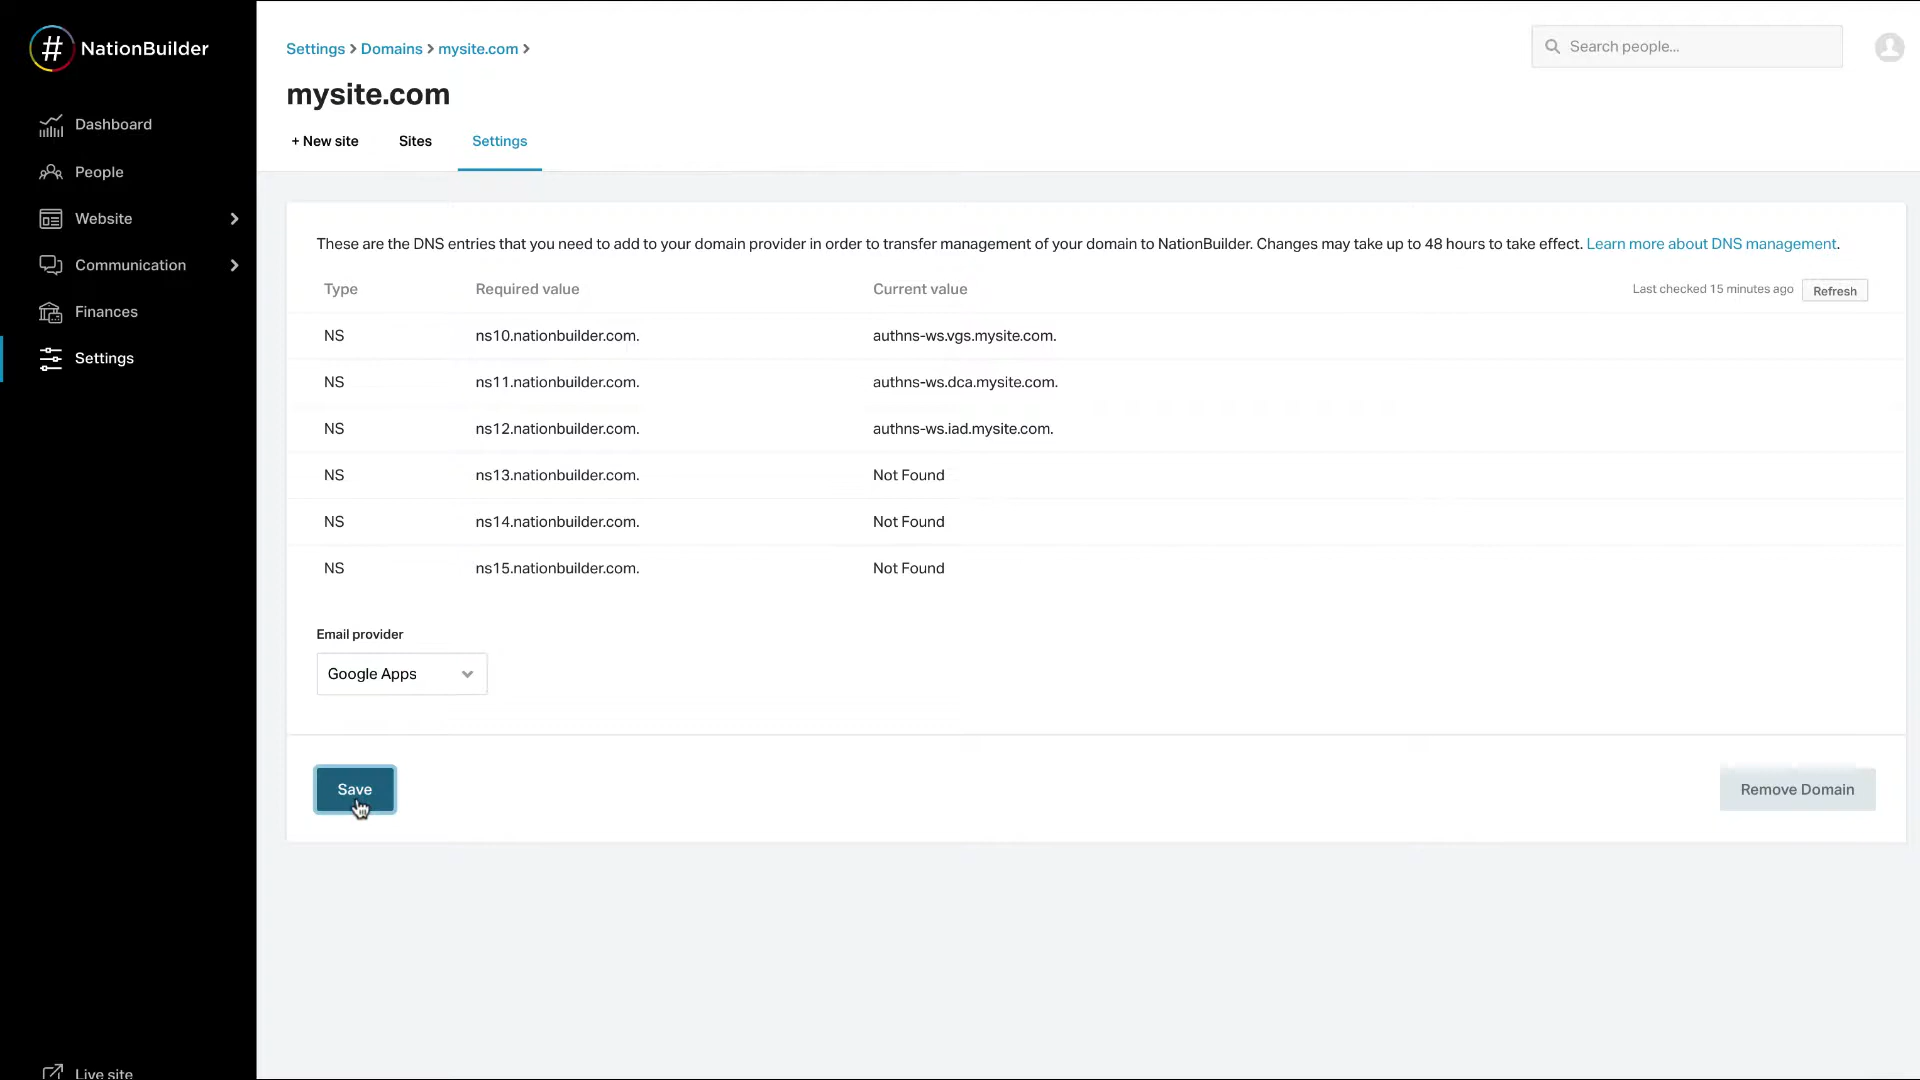 # NationBuilder
Dashboard
People
Website
Communication
Finances
Settings
Live site
Settings > Domains > mysite.com >
Search people...
mysite.com
+ New site Sites Settings
These are the DNS entries that you need to add to your domain provider in order to transfer management of your domain to NationBuilder. Changes may take up to 48 hours to take effect. Learn more about DNS management.
Type Required value Current value Last checked 15 minutes ago Refresh
NS ns10.nationbuilder.com. authns-ws.vgs.mysite.com.
NS ns11.nationbuilder.com. authns-ws.dca.mysite.com.
NS ns12.nationbuilder.com. authns-ws.iad.mysite.com.
NS ns13.nationbuilder.com. Not Found
NS ns14.nationbuilder.com. Not Found
NS ns15.nationbuilder.com. Not Found
Email provider
Google Apps
Save Remove Domain